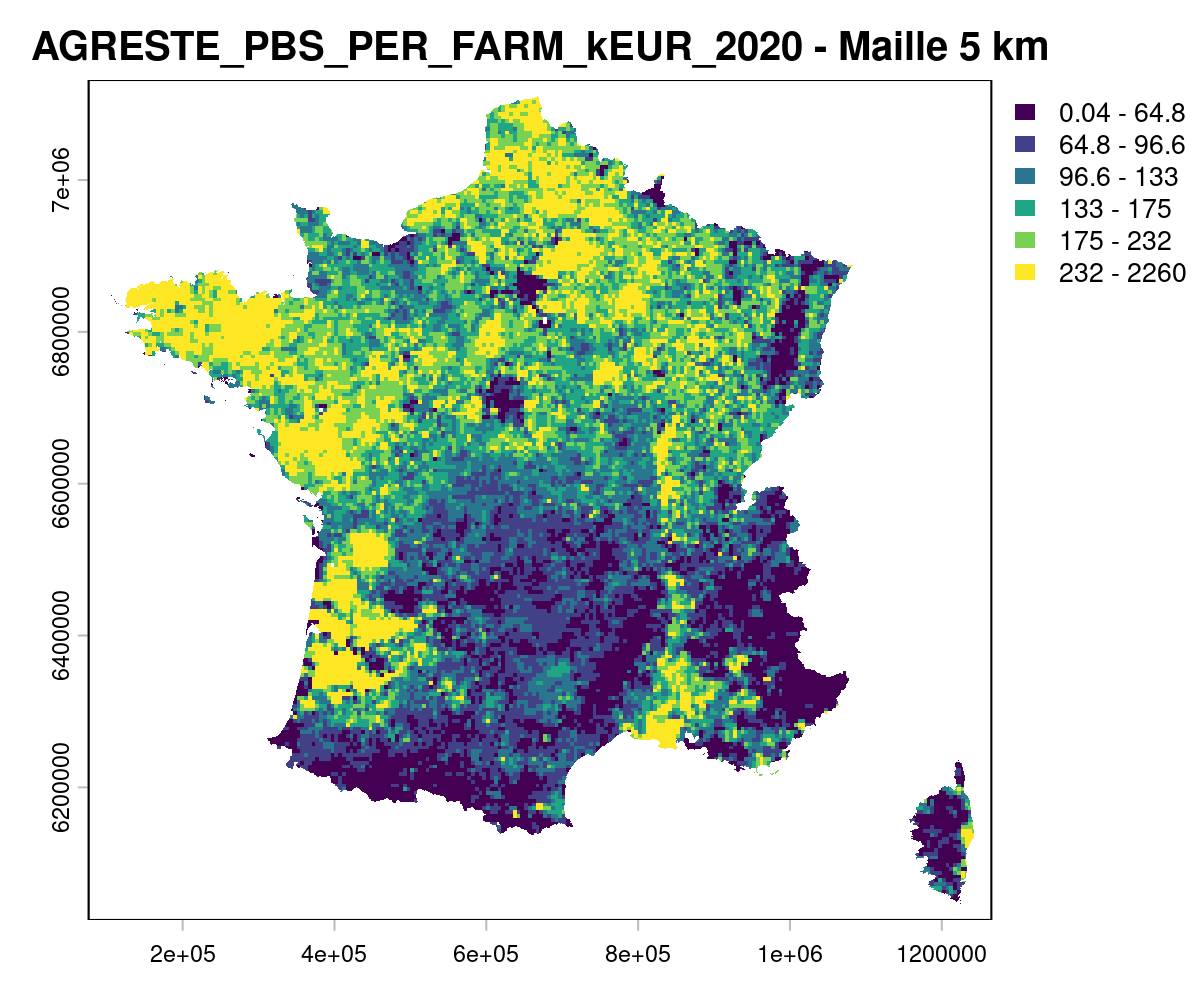 AGRESTE_PBS_PER_FARM_kEUR_2020 - Maille 5 km
0.04 - 64.8
64.8 - 96.6
96.6 - 133
133 - 175
175 - 232
232 - 2260
7e+06
6800000
6600000
6400000
6200000
2e+05
4e+05
6e+05
8e+05
1e+06
1200000